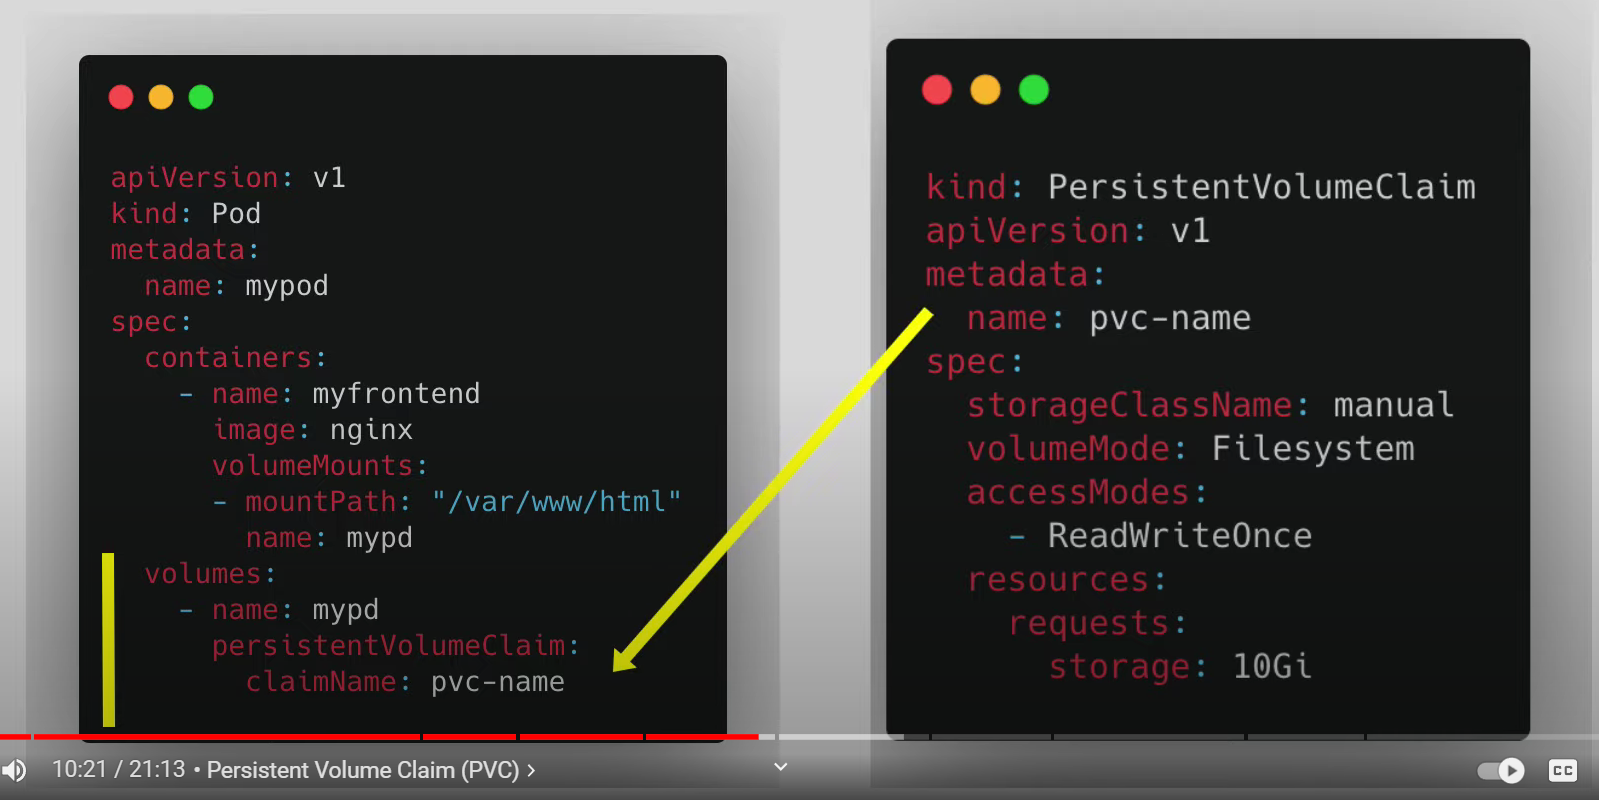 apiVersion: v1
kind: Pod
metadata:
  name: mypod
spec:
  containers:
    - name: myfrontend
      image: nginx
      volumeMounts:
      - mountPath: "/var/www/html"
        name: mypd
  volumes:
    - name: mypd
      persistentVolumeClaim:
        claimName: pvc-name
kind: PersistentVolumeClaim
apiVersion: v1
metadata:
  name: pvc-name
spec:
  storageClassName: manual
  volumeMode: Filesystem
  accessModes:
    - ReadWriteOnce
  resources:
    requests:
      storage: 10Gi
10:21 / 21:13 • Persistent Volume Claim (PVC) >
CC